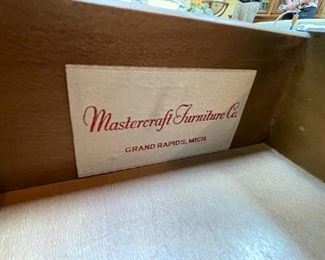 Mastercraft Furniture Co.
GRAND RAPIDS, MICH.